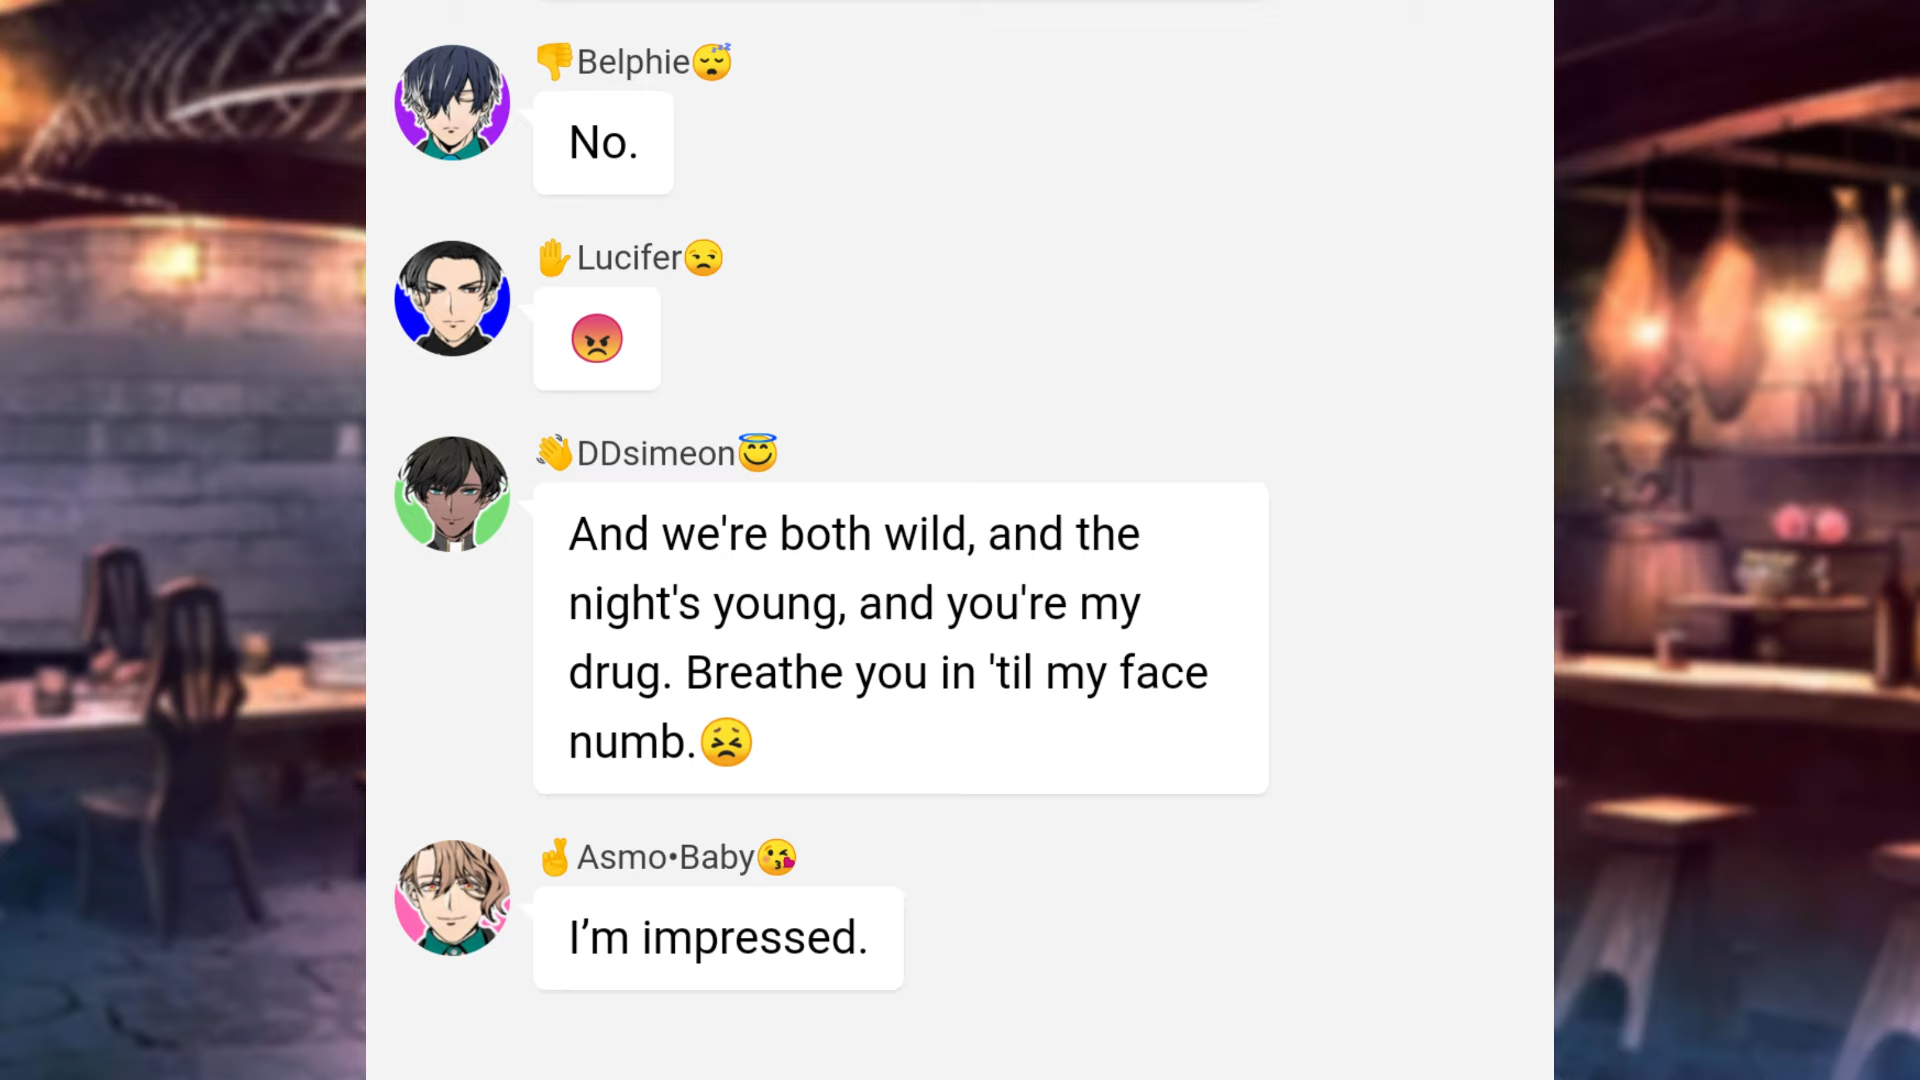 👎Belphie😴
No.
✋Lucifer😒
😡
👋DDsimeon😇
And we're both wild, and the
night's young, and you're my
drug. Breathe you in 'til my face
numb.😣
🤞Asmo•Baby😘
I’m impressed.